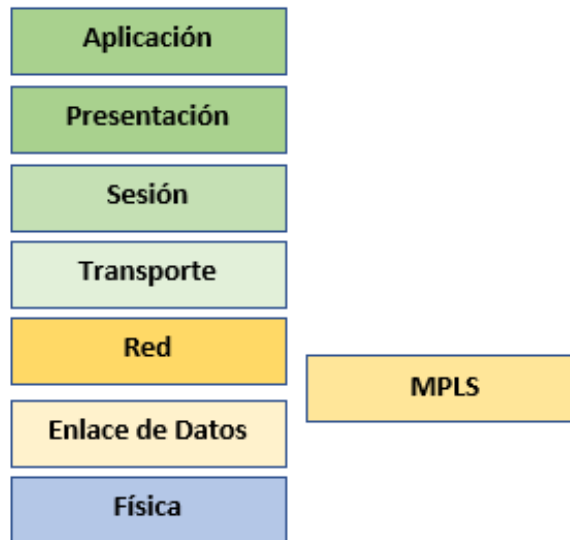 Aplicación
Presentación
Sesión
Transporte
Red
MPLS
Enlace de Datos
Física